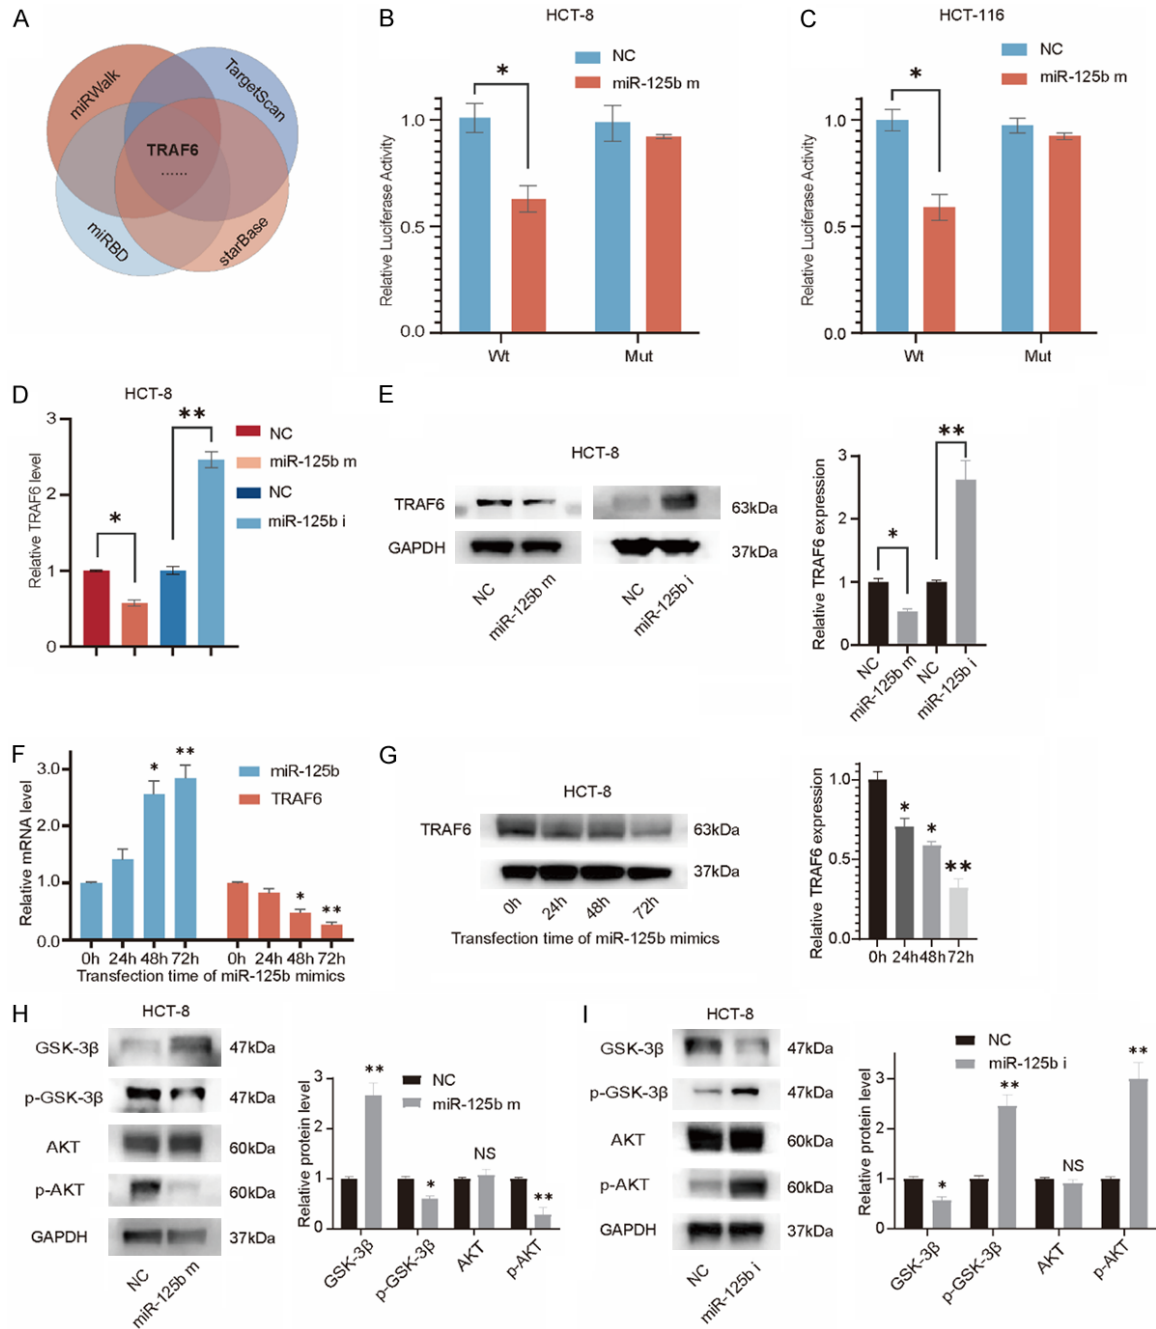 A
miRWalk
TargetScan
TRAF6
......
miRBD
starBase
B
HCT-8
NC
miR-125b m
*
Relative Luciferase Activity
1.0
0.5
0.0
Wt
Mut
C
HCT-116
NC
miR-125b m
*
Relative Luciferase Activity
1.0
0.5
0.0
Wt
Mut
D
HCT-8
Relative TRAF6 level
3
2
1
0
*
**
NC
miR-125b m
NC
miR-125b i
E
HCT-8
TRAF6
63kDa
GAPDH
37kDa
NC
miR-125b m
NC
miR-125b i
Relative TRAF6 expression
3
2
1
0
*
**
NC
miR-125b m
NC
miR-125b i
F
Relative mRNA level
3.0
2.0
1.0
0.0
*
**
*
**
miR-125b
TRAF6
0h 24h 48h 72h
0h 24h 48h 72h
Transfection time of miR-125b mimics
G
HCT-8
TRAF6
63kDa
37kDa
0h 24h 48h 72h
Transfection time of miR-125b mimics
Relative TRAF6 expression
1.0
0.5
0.0
*
*
**
0h 24h 48h 72h
H
HCT-8
GSK-3β
47kDa
p-GSK-3β
47kDa
AKT
60kDa
p-AKT
60kDa
GAPDH
37kDa
NC
miR-125b m
Relative protein level
3
2
1
0
NC
miR-125b m
**
*
NS
**
GSK-3β
p-GSK-3β
AKT
p-AKT
I
HCT-8
GSK-3β
47kDa
p-GSK-3β
47kDa
AKT
60kDa
p-AKT
60kDa
GAPDH
37kDa
NC
miR-125b i
Relative protein level
3
2
1
0
NC
miR-125b i
*
**
NS
**
GSK-3β
p-GSK-3β
AKT
p-AKT